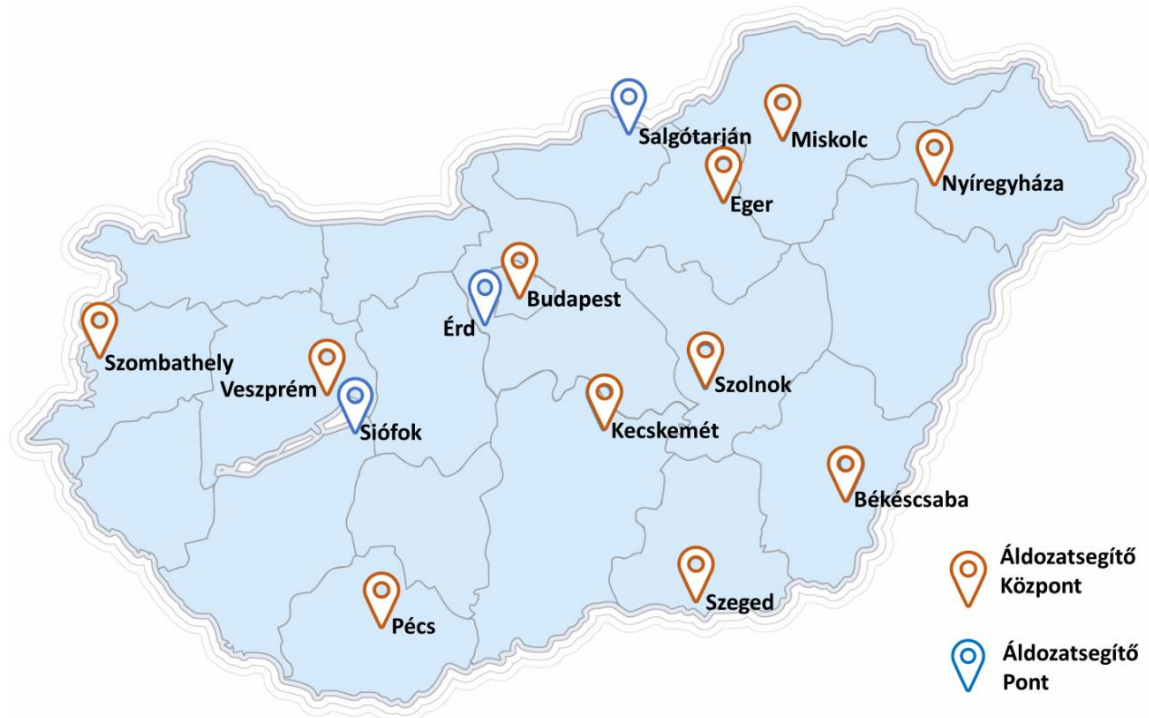 Salgótarján
Miskolc
Nyíregyháza
Eger
Budapest
Érd
Szombathely
Veszprém
Siófok
Szolnok
Kecskemét
Békéscsaba
Szeged
Pécs
Áldozatsegítő
Központ
Áldozatsegítő
Pont